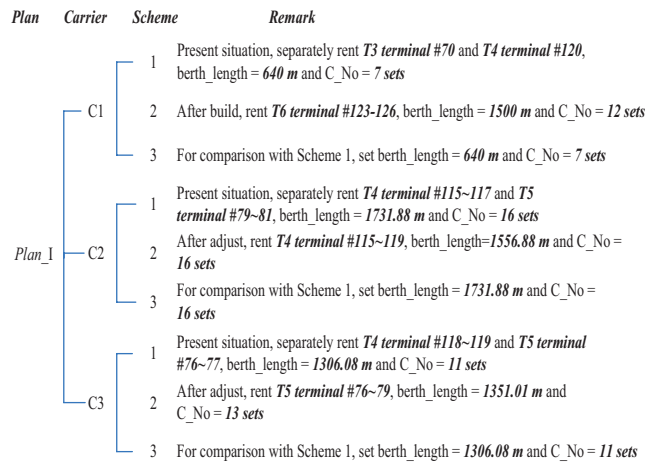 Plan Carrier Scheme Remark
1 Present situation, separately rent T3 terminal #70 and T4 terminal #120,
berth_length = 640 m and C_No = 7 sets
C1 2 After build, rent T6 terminal #123-126, berth_length = 1500 m and C_No = 12 sets
3 For comparison with Scheme 1, set berth_length = 640 m and C_No = 7 sets
1 Present situation, separately rent T4 terminal #115~117 and T5
terminal #79~81, berth_length = 1731.88 m and C_No = 16 sets
Plan_I C2 2 After adjust, rent T4 terminal #115~119, berth_length=1556.88 m and C_No =
16 sets
3 For comparison with Scheme 1, set berth_length = 1731.88 m and C_No =
16 sets
1 Present situation, separately rent T4 terminal #118~119 and T5 terminal
#76~77, berth_length = 1306.08 m and C_No = 11 sets
C3 2 After adjust, rent T5 terminal #76~79, berth_length = 1351.01 m and
C_No = 13 sets
3 For comparison with Scheme 1, set berth_length = 1306.08 m and C_No = 11 sets